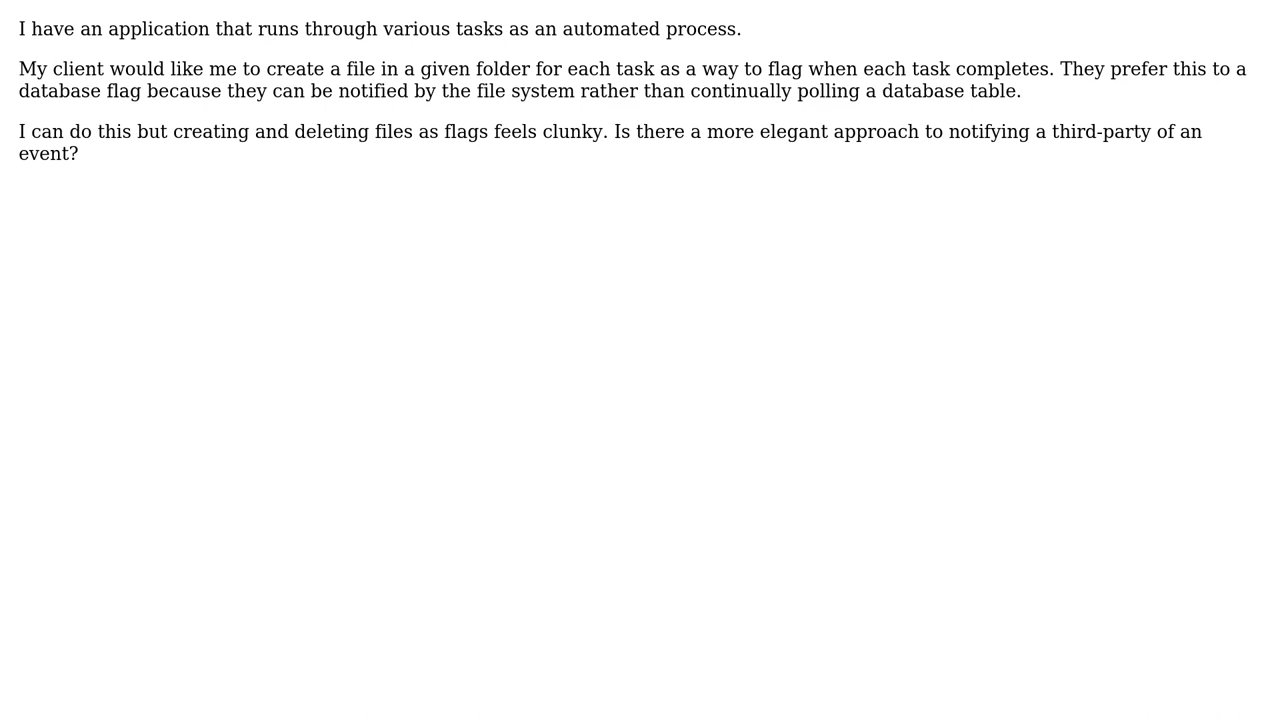 I have an application that runs through various tasks as an automated process.
My client would like me to create a file in a given folder for each task as a way to flag when each task completes. They prefer this to a
database flag because they can be notified by the file system rather than continually polling a database table.
I can do this but creating and deleting files as flags feels clunky. Is there a more elegant approach to notifying a third-party of an
event?